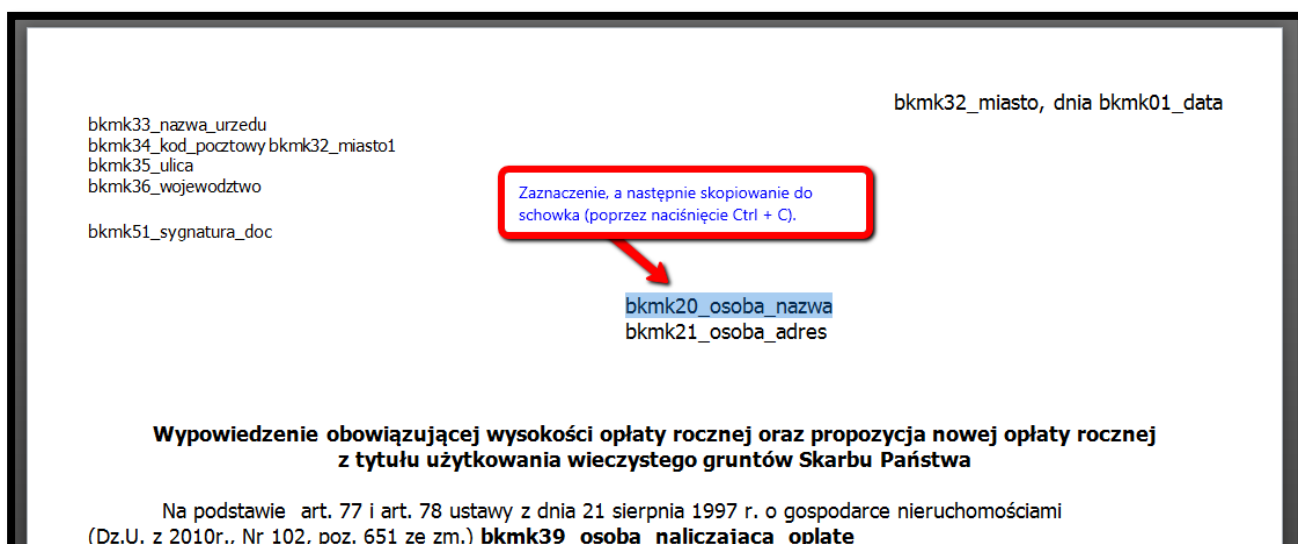 bkmk32_miasto, dnia bkmk01_data
bkmk33_nazwa_urzedu
bkmk34_kod_pocztowy bkmk32_miasto1
bkmk35_ulica
bkmk36_wojewodztwo
Zaznaczenie, a następnie skopiowanie do
schowka (poprzez naciśnięcie Ctrl + C).
bkmk51_sygnatura_doc
bkmk20_osoba_nazwa
bkmk21_osoba_adres
Wypowiedzenie obowiązującej wysokości opłaty rocznej oraz propozycja nowej opłaty rocznej
z tytułu użytkowania wieczystego gruntów Skarbu Państwa
Na podstawie art. 77 i art. 78 ustawy z dnia 21 sierpnia 1997 r. o gospodarce nieruchomościami
(Dz.U. z 2010r., Nr 102, poz. 651 ze zm.) bkmk39_osoba_naliczajaca_oplate